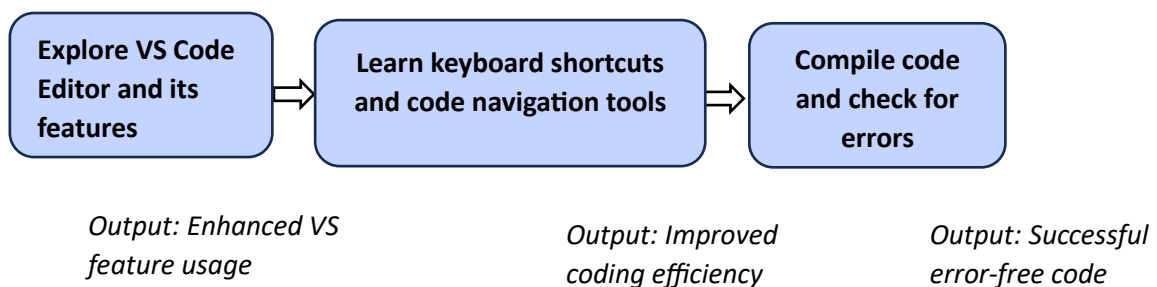 Explore VS Code
Editor and its
features
Learn keyboard shortcuts
and code navigation tools
Compile code
and check for
errors
Output: Enhanced VS
feature usage
Output: Improved
coding efficiency
Output: Successful
error-free code